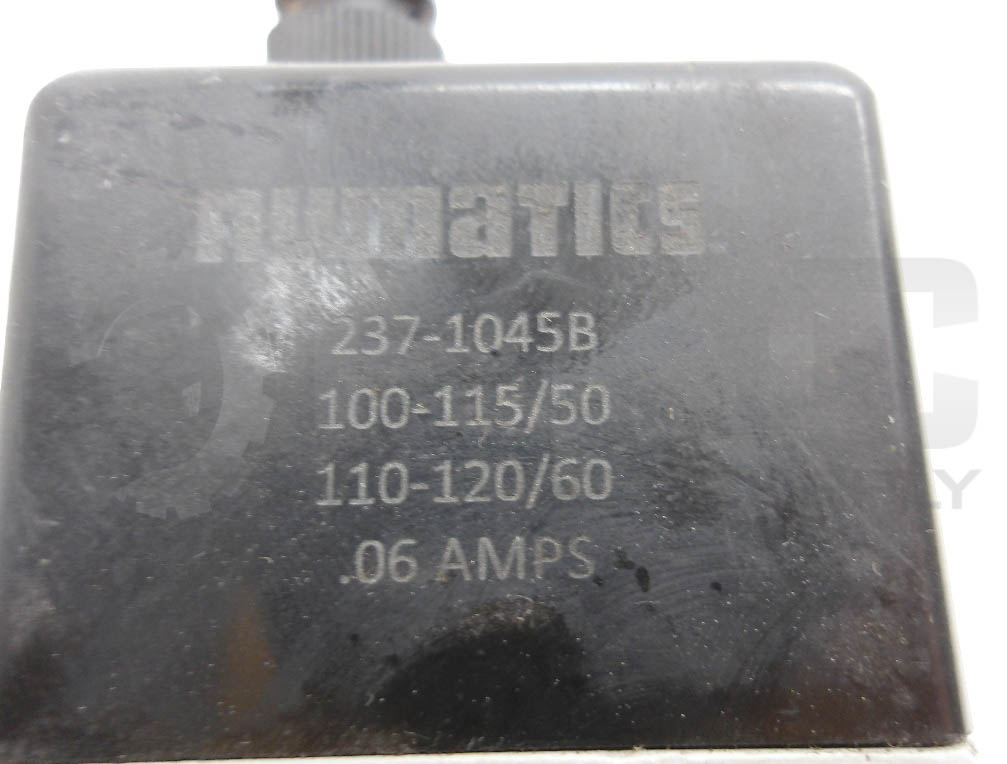 numatics
237-1045B
100-115/50
110-120/60
.06 AMPS